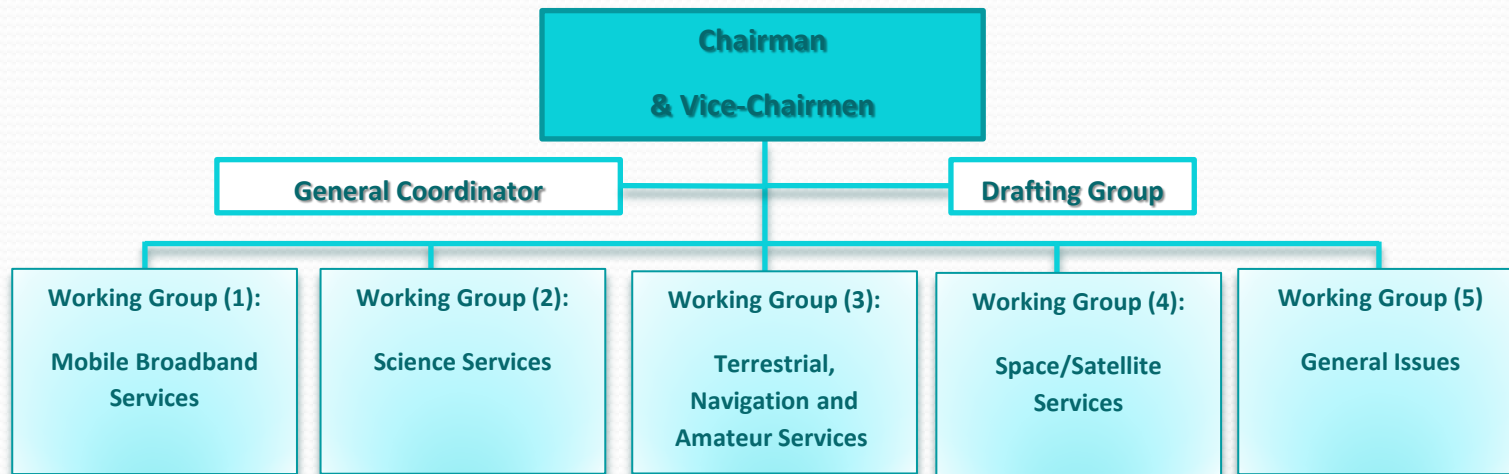 Chairman
& Vice-Chairmen
General Coordinator
Drafting Group
Working Group (1):
Mobile Broadband
Services
Working Group (2):
Science Services
Working Group (3):
Terrestrial,
Navigation and
Amateur Services
Working Group (4):
Space/Satellite
Services
Working Group (5)
General Issues